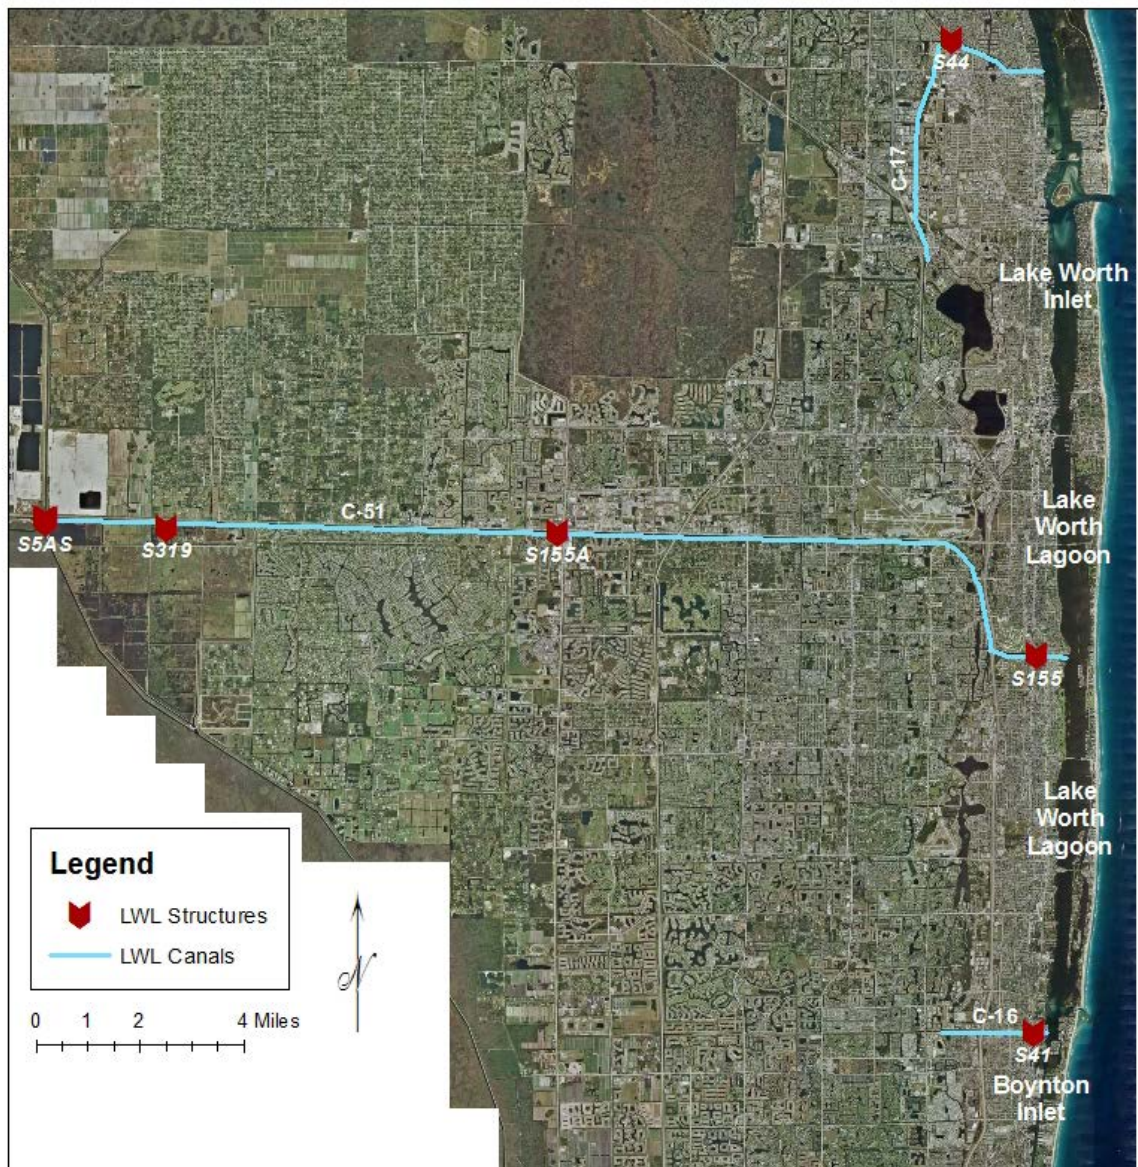 S44
C-17
Lake Worth
Inlet
C-51
S5AS
S319
S155A
Lake
Worth
Lagoon
S155
Lake
Worth
Lagoon
Legend
LWL Structures
LWL Canals
N
0 1 2 4 Miles
C-16
S41
Boynton
Inlet